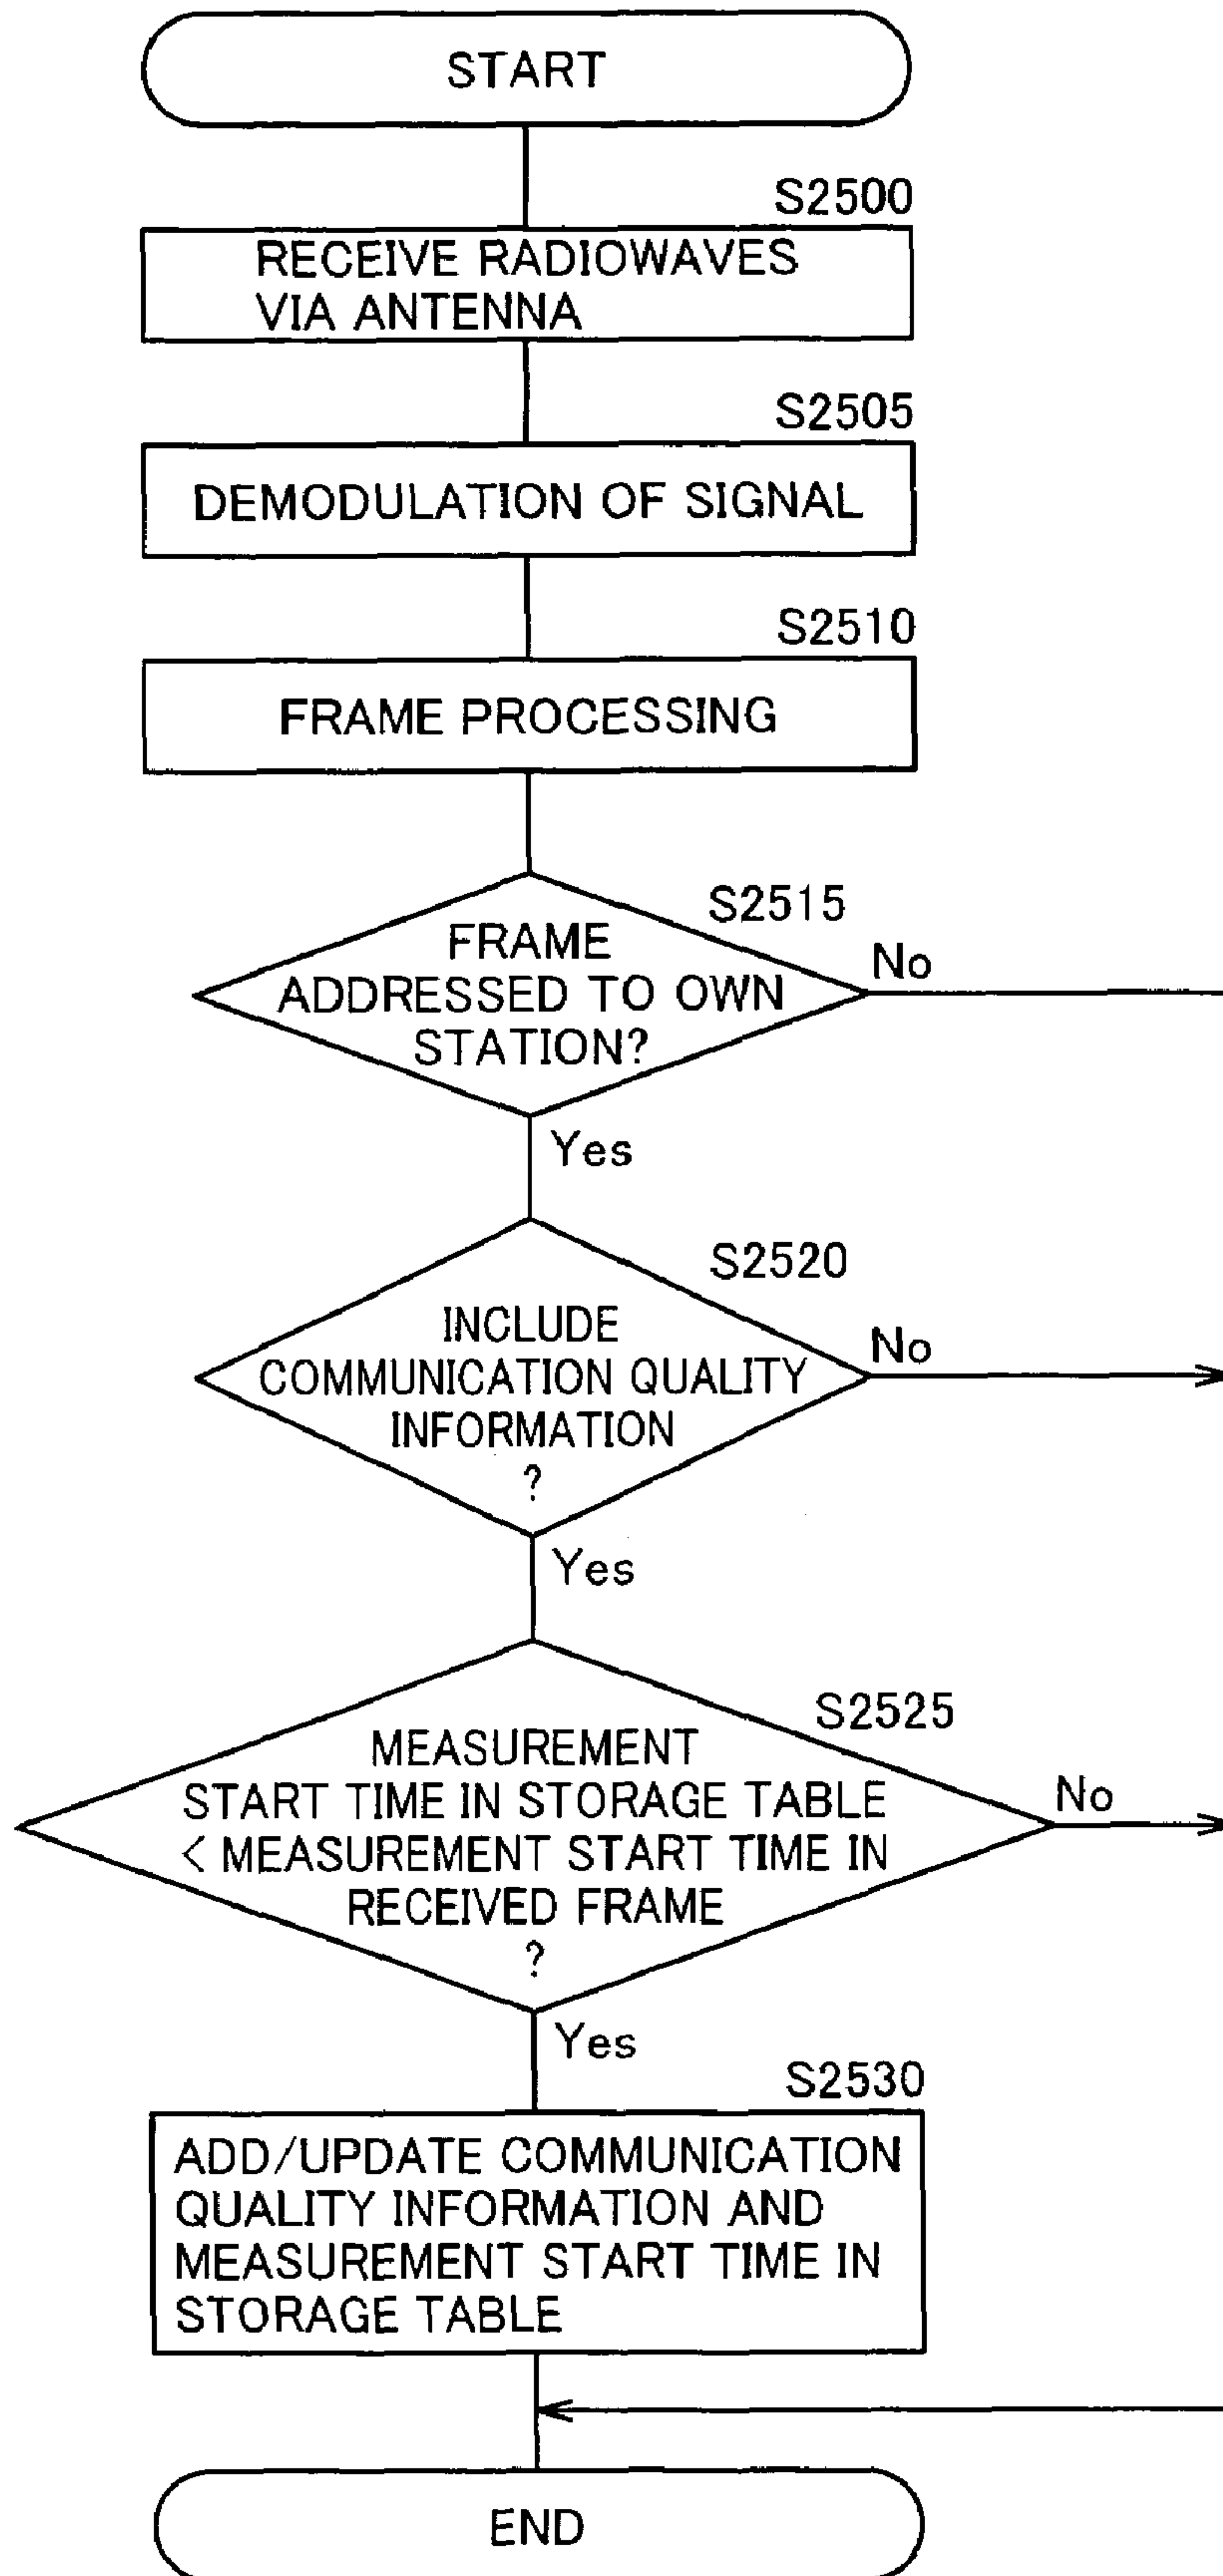 START
S2500
RECEIVE RADIOWAVES
VIA ANTENNA
S2505
DEMODULATION OF SIGNAL
S2510
FRAME PROCESSING
S2515
FRAME
ADDRESSED TO OWN
STATION?
No
Yes
S2520
INCLUDE
COMMUNICATION QUALITY
INFORMATION
?
No
Yes
S2525
MEASUREMENT
START TIME IN STORAGE TABLE
< MEASUREMENT START TIME IN
RECEIVED FRAME
?
No
Yes
S2530
ADD/UPDATE COMMUNICATION
QUALITY INFORMATION AND
MEASUREMENT START TIME IN
STORAGE TABLE
END